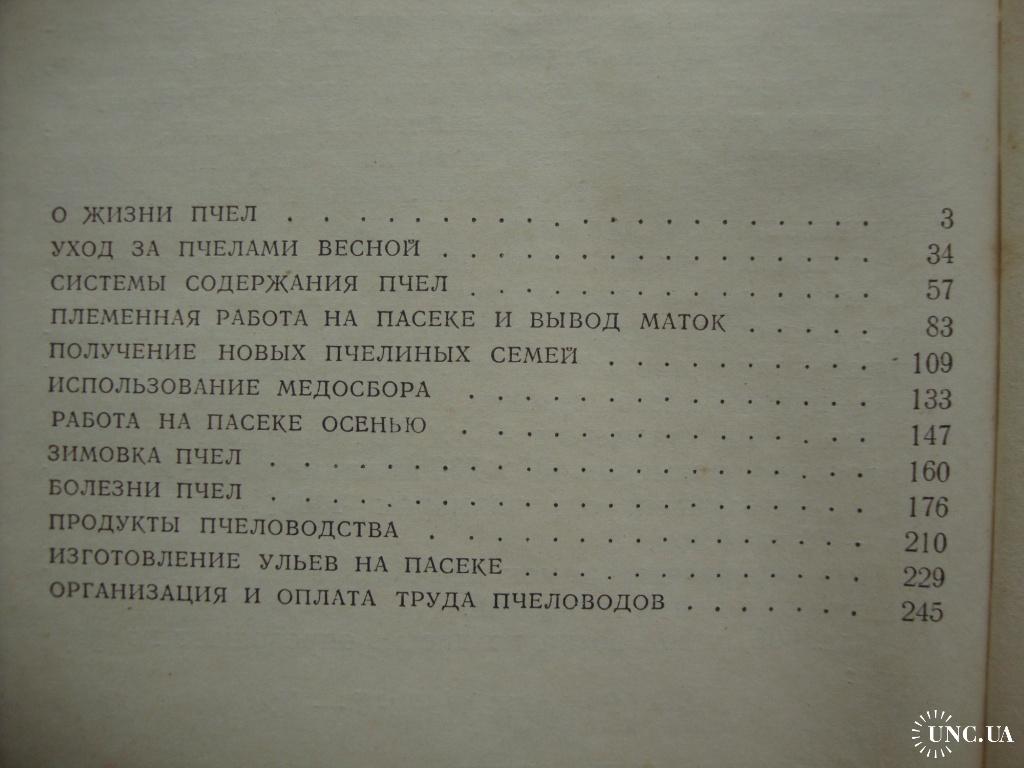 О ЖИЗНИ ПЧЕЛ . . . . . . . . . . . . . . . . . . . . . 3
УХОД ЗА ПЧЕЛАМИ ВЕСНОЙ . . . . . . . . . . . . . . . 34
СИСТЕМЫ СОДЕРЖАНИЯ ПЧЕЛ . . . . . . . . . . . . . . 57
ПЛЕМЕННАЯ РАБОТА НА ПАСЕКЕ И ВЫВОД МАТОК . . . . . 83
ПОЛУЧЕНИЕ НОВЫХ ПЧЕЛИНЫХ СЕМЕЙ . . . . . . . . . . 109
ИСПОЛЬЗОВАНИЕ МЕДОСБОРА . . . . . . . . . . . . . . 133
РАБОТА НА ПАСЕКЕ ОСЕНЬЮ . . . . . . . . . . . . . . 147
ЗИМОВКА ПЧЕЛ . . . . . . . . . . . . . . . . . . . . . 160
БОЛЕЗНИ ПЧЕЛ . . . . . . . . . . . . . . . . . . . . . 176
ПРОДУКТЫ ПЧЕЛОВОДСТВА . . . . . . . . . . . . . . . 210
ИЗГОТОВЛЕНИЕ УЛЬЕВ НА ПАСЕКЕ . . . . . . . . . . . . 229
ОРГАНИЗАЦИЯ И ОПЛАТА ТРУДА ПЧЕЛОВОДОВ . . . . . . . 245
UNC.UA